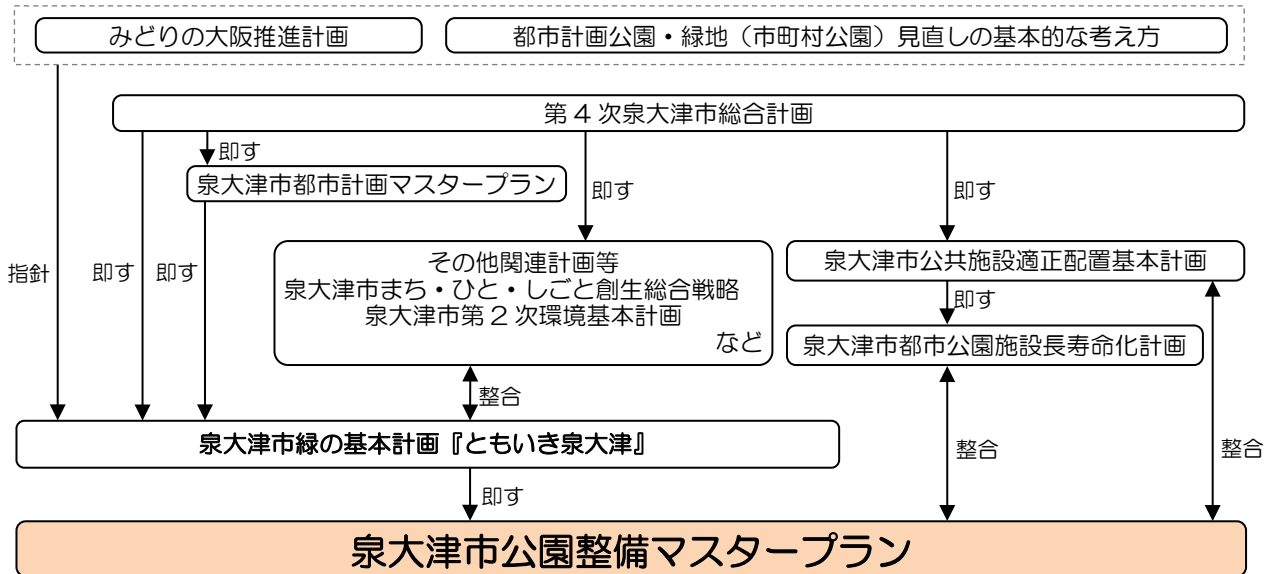 みどりの大阪推進計画
都市計画公園・緑地（市町村公園）見直しの基本的な考え方
第4次泉大津市総合計画
即す
泉大津市都市計画マスタープラン
即す
即す
指針
即す
即す
その他関連計画等
泉大津市まち・ひと・しごと創生総合戦略
泉大津市第2次環境基本計画
など
泉大津市公共施設適正配置基本計画
即す
泉大津市都市公園施設長寿命化計画
整合
泉大津市緑の基本計画『ともいき泉大津』
整合
整合
即す
泉大津市公園整備マスタープラン